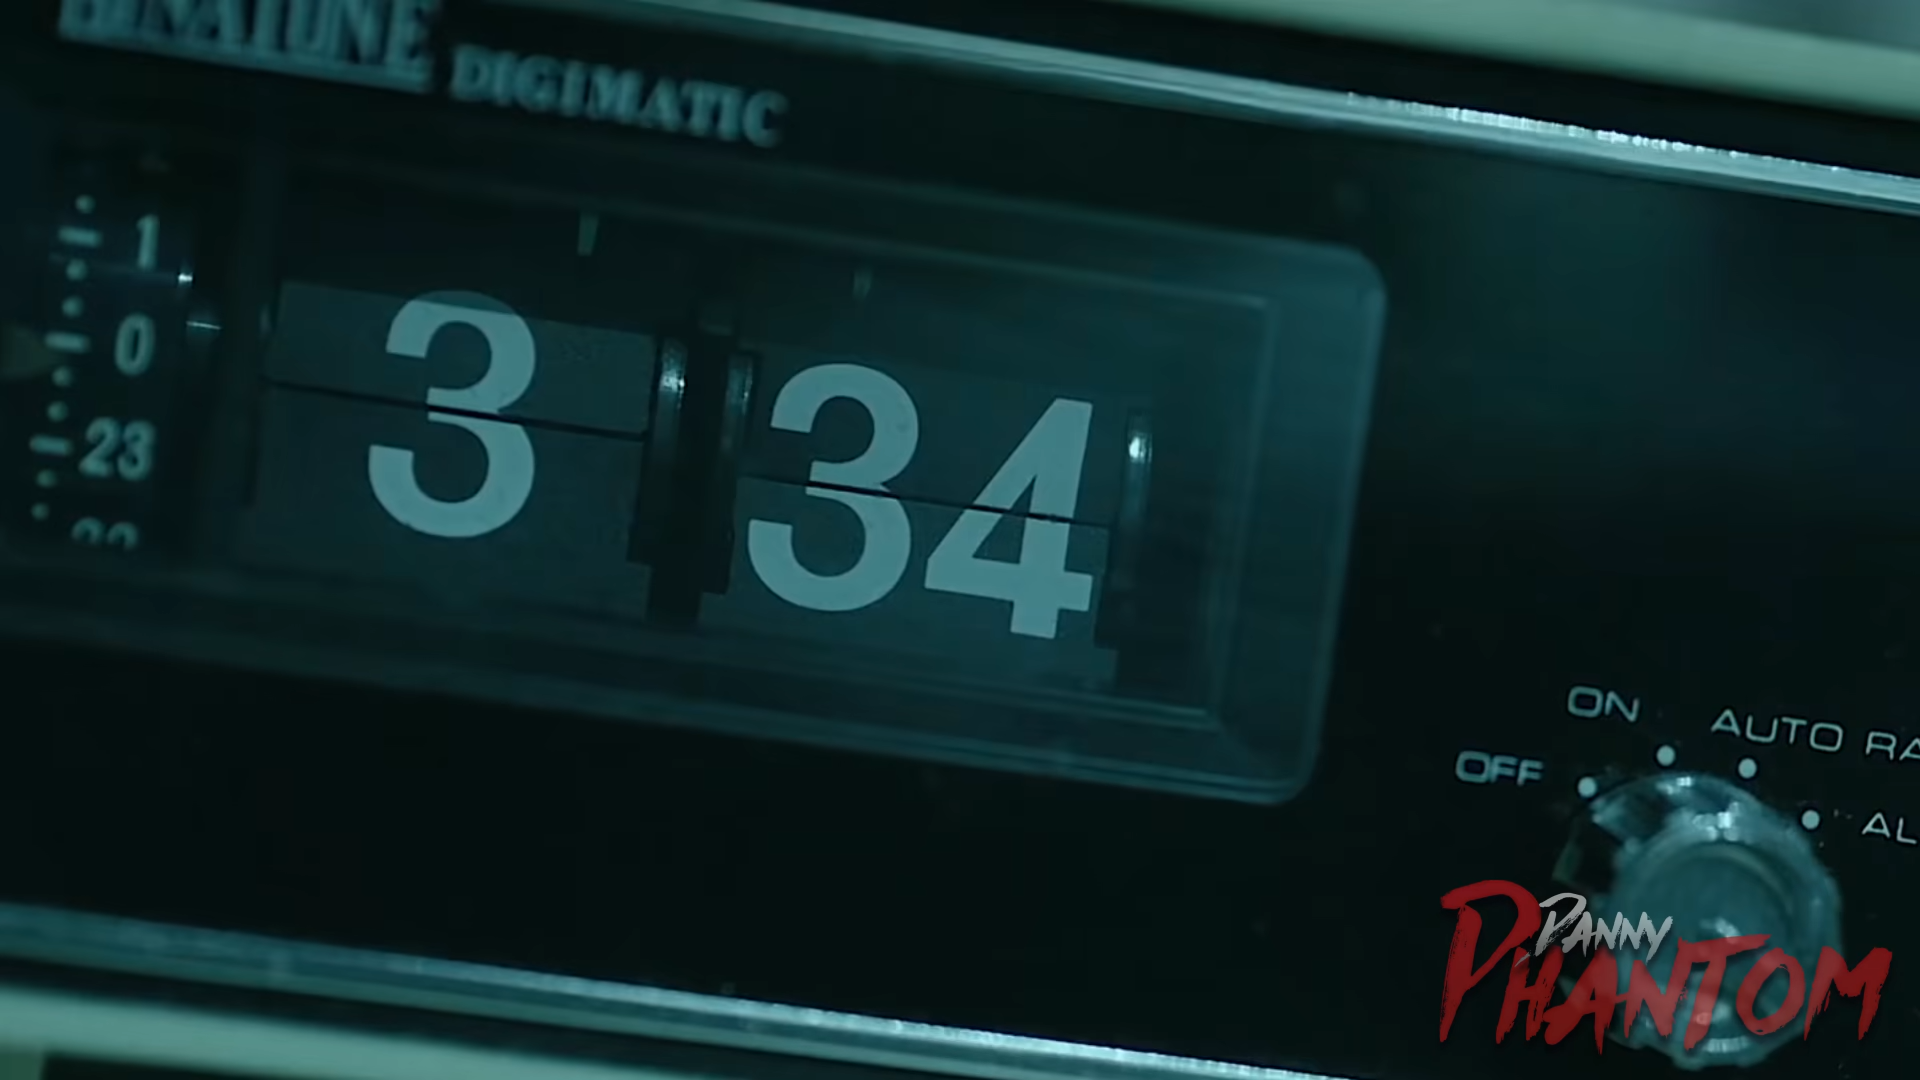 DIGIMATIC
1
0
23
3 34
ON
AUTO RA
OFF
AL
DANNY
PHANTOM